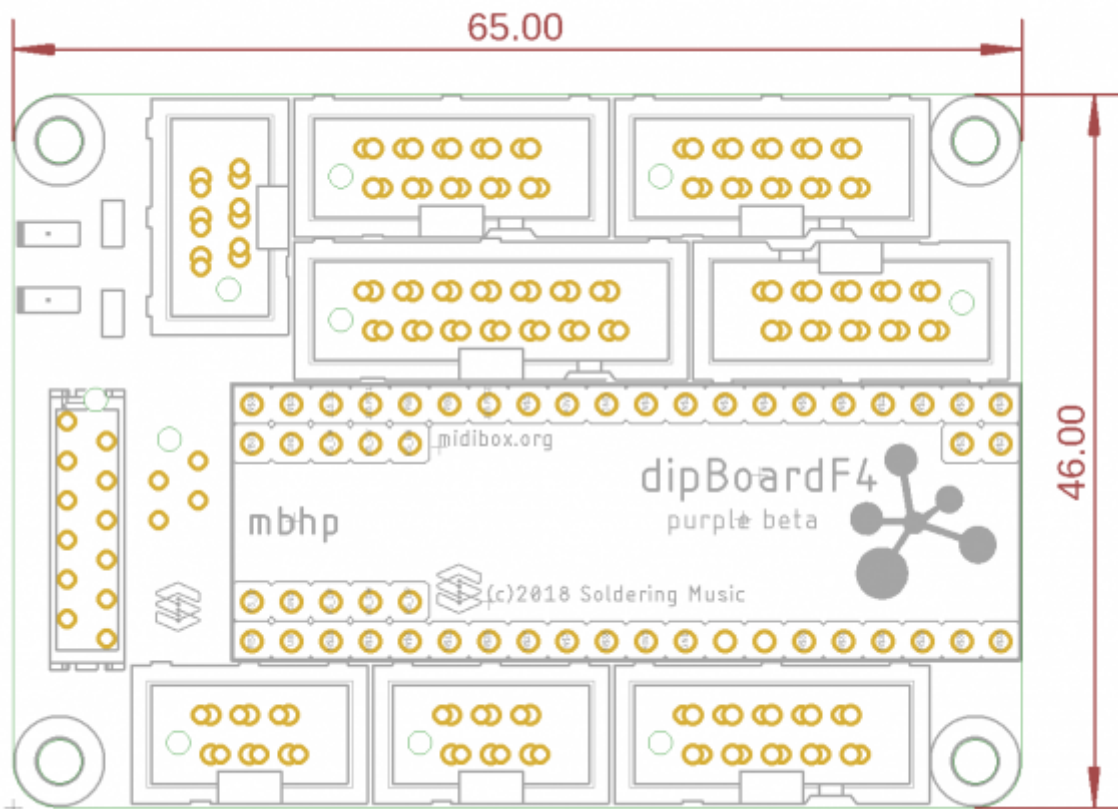 65.00
46.00
midibox.org
dipBoardF4
purple beta
mbhp
(c)2018 Soldering Music